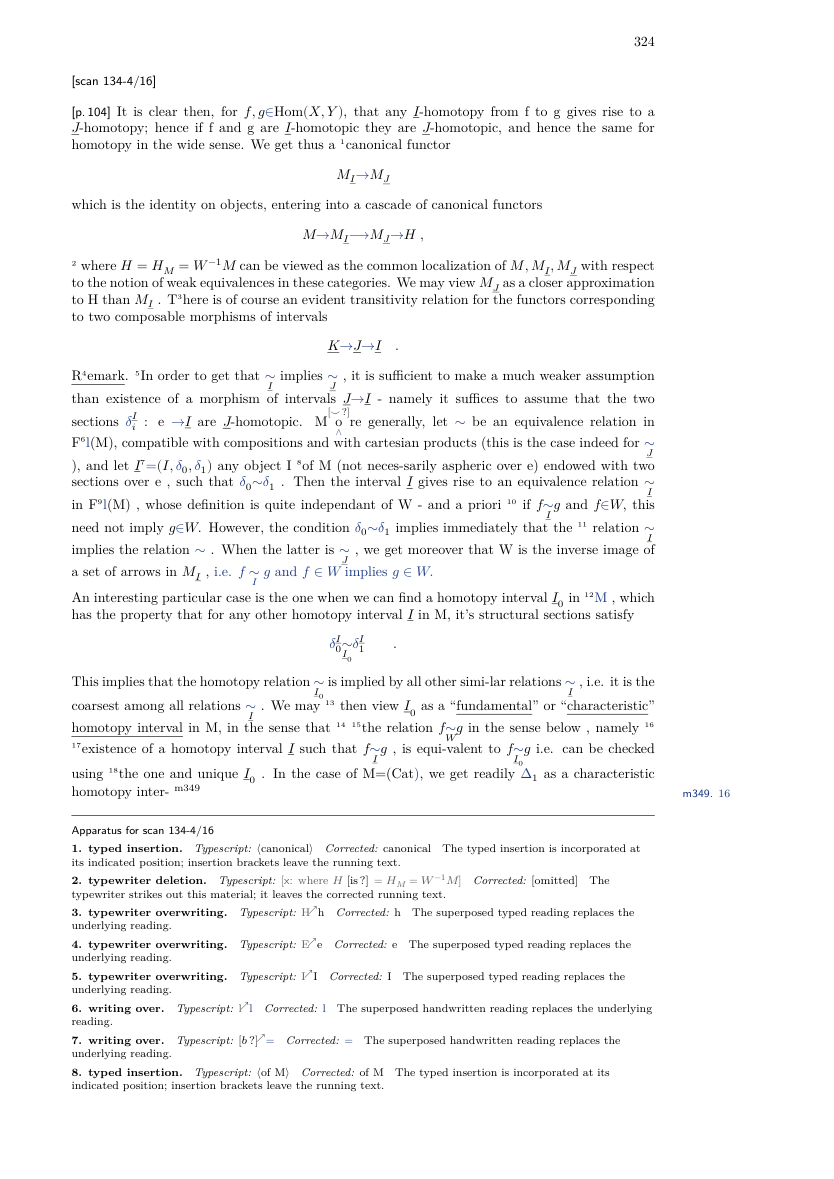 324
[scan 134-4/16]
[p. 104] It is clear then, for f, g∈Hom(X, Y), that any I-homotopy from f to g gives rise to a
J-homotopy; hence if f and g are I-homotopic they are J-homotopic, and hence the same for
homotopy in the wide sense. We get thus a ¹canonical functor
M_I→M_J
which is the identity on objects, entering into a cascade of canonical functors
M→M_I⟶M_J→H ,
² where H = H_M = W⁻¹M can be viewed as the common localization of M, M_I, M_J with respect
to the notion of weak equivalences in these categories. We may view M_J as a closer approximation
to H than M_I . T³here is of course an evident transitivity relation for the functors corresponding
to two composable morphisms of intervals
K→J→I .
R⁴emark. ⁵In order to get that ∼_I implies ∼_J , it is sufficient to make a much weaker assumption
than existence of a morphism of intervals J→I - namely it suffices to assume that the two
sections δ_i^I : e →I are J-homotopic. M[⌣ ?]o^re generally, let ∼ be an equivalence relation in
F⁶l(M), compatible with compositions and with cartesian products (this is the case indeed for ∼_J
), and let I⁷=(I, δ₀, δ₁) any object I ⁸of M (not neces-sarily aspheric over e) endowed with two
sections over e , such that δ₀∼δ₁ . Then the interval I gives rise to an equivalence relation ∼_I
in F⁹l(M) , whose definition is quite independant of W - and a priori ¹⁰ if f∼_I g and f∈W, this
need not imply g∈W. However, the condition δ₀∼δ₁ implies immediately that the ¹¹ relation ∼_I
implies the relation ∼ . When the latter is ∼_J , we get moreover that W is the inverse image of
a set of arrows in M_I , i.e. f ∼_I g and f ∈ W implies g ∈ W.
An interesting particular case is the one when we can find a homotopy interval I₀ in ¹²M , which
has the property that for any other homotopy interval I in M, it's structural sections satisfy
δ₀^I ∼_{I₀} δ₁^I .
This implies that the homotopy relation ∼_{I₀} is implied by all other simi-lar relations ∼_I , i.e. it is the
coarsest among all relations ∼_I . We may ¹³ then view I₀ as a “fundamental” or “characteristic”
homotopy interval in M, in the sense that ¹⁴ ¹⁵the relation f∼_W g in the sense below , namely ¹⁶
¹⁷existence of a homotopy interval I such that f∼_I g , is equi-valent to f∼_{I₀} g i.e. can be checked
using ¹⁸the one and unique I₀ . In the case of M=(Cat), we get readily Δ₁ as a characteristic
homotopy inter- ᵐ³⁴⁹
m349. 16
Apparatus for scan 134-4/16
1. typed insertion. Typescript: ⟨canonical⟩ Corrected: canonical The typed insertion is incorporated at
its indicated position; insertion brackets leave the running text.
2. typewriter deletion. Typescript: [x: where H [is ?] = H_M = W⁻¹M] Corrected: [omitted] The
typewriter strikes out this material; it leaves the corrected running text.
3. typewriter overwriting. Typescript: H↗h Corrected: h The superposed typed reading replaces the
underlying reading.
4. typewriter overwriting. Typescript: E↗e Corrected: e The superposed typed reading replaces the
underlying reading.
5. typewriter overwriting. Typescript: V↗I Corrected: I The superposed typed reading replaces the
underlying reading.
6. writing over. Typescript: V↗l Corrected: l The superposed handwritten reading replaces the underlying
reading.
7. writing over. Typescript: [b ?]↗= Corrected: = The superposed handwritten reading replaces the
underlying reading.
8. typed insertion. Typescript: ⟨of M⟩ Corrected: of M The typed insertion is incorporated at its
indicated position; insertion brackets leave the running text.